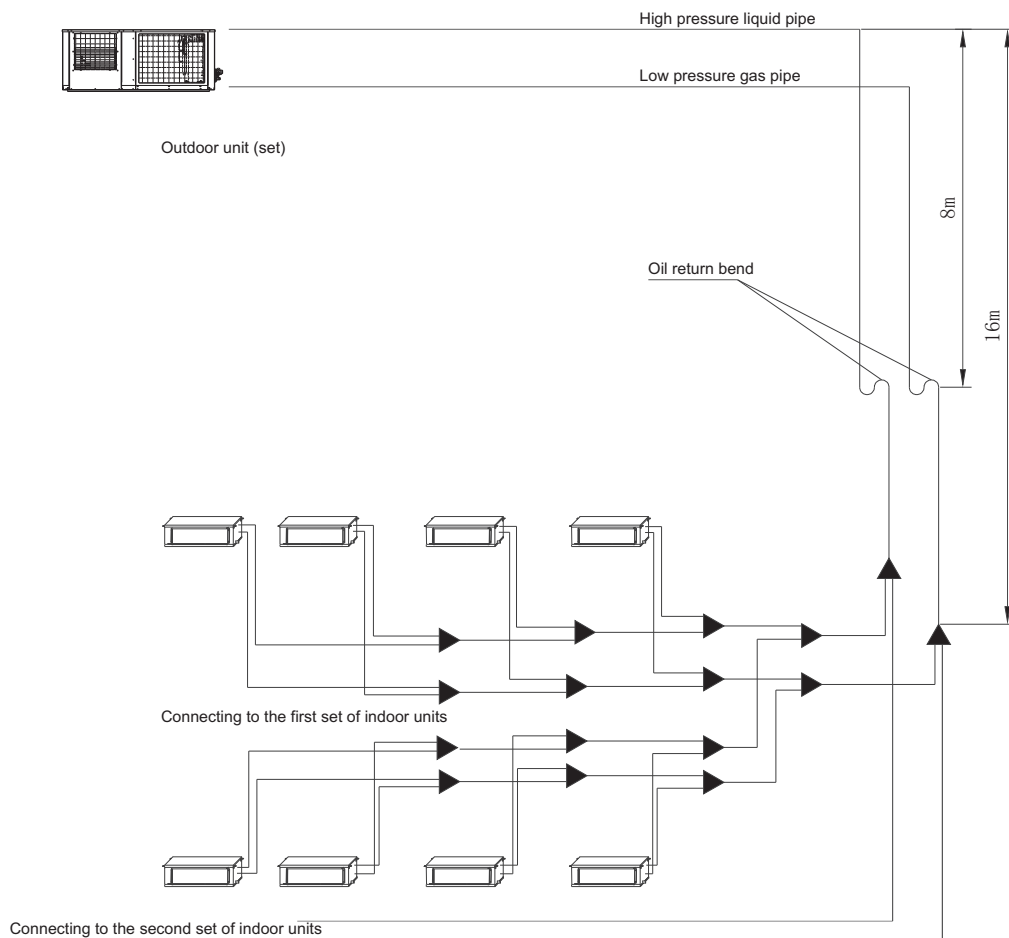 High pressure liquid pipe
Low pressure gas pipe
Outdoor unit (set)
8m
Oil return bend
16m
Connecting to the first set of indoor units
Connecting to the second set of indoor units